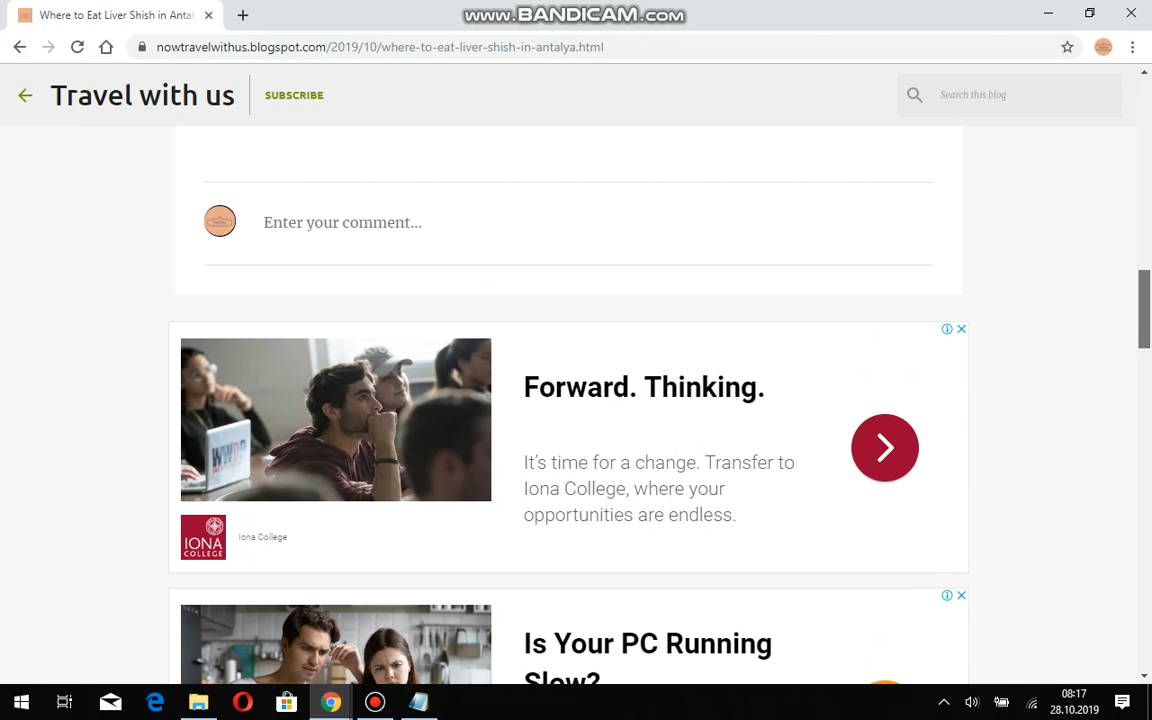 www.BANDICAM.com
Where to Eat Liver Shish in Antal
nowtravelwithus.blogspot.com/2019/10/where-to-eat-liver-shish-in-antalya.html
Travel with us
SUBSCRIBE
Search this blog
Enter your comment...
Forward. Thinking.
It's time for a change. Transfer to
Iona College, where your
opportunities are endless.
IONA
COLLEGE
Iona College
Is Your PC Running
Slow?
08:17
28.10.2019